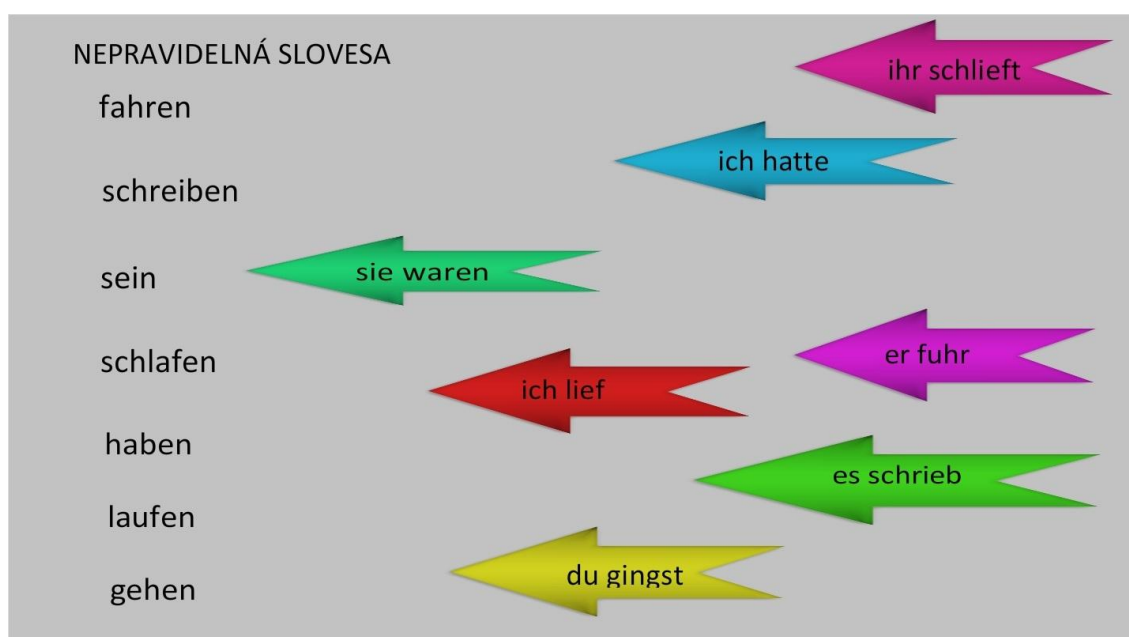 NEPRAVIDELNÁ SLOVESA
ihr schlieft
fahren
ich hatte
schreiben
sein
sie waren
schlafen
er fuhr
ich lief
haben
es schrieb
laufen
gehen
du gingst